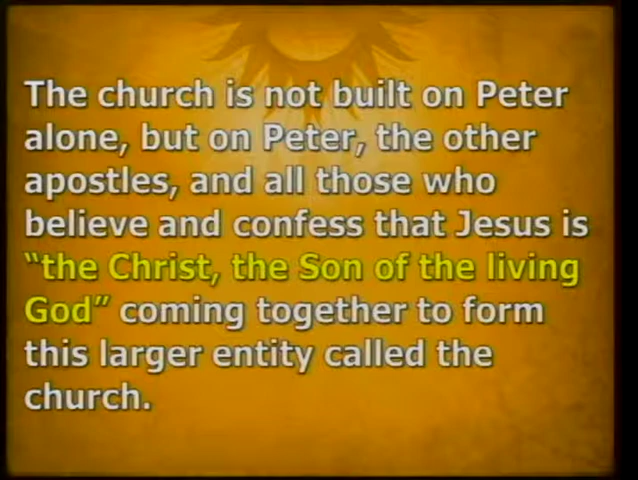 The church is not built on Peter
alone, but on Peter, the other
apostles, and all those who
believe and confess that Jesus is
“the Christ, the Son of the living
God” coming together to form
this larger entity called the
church.